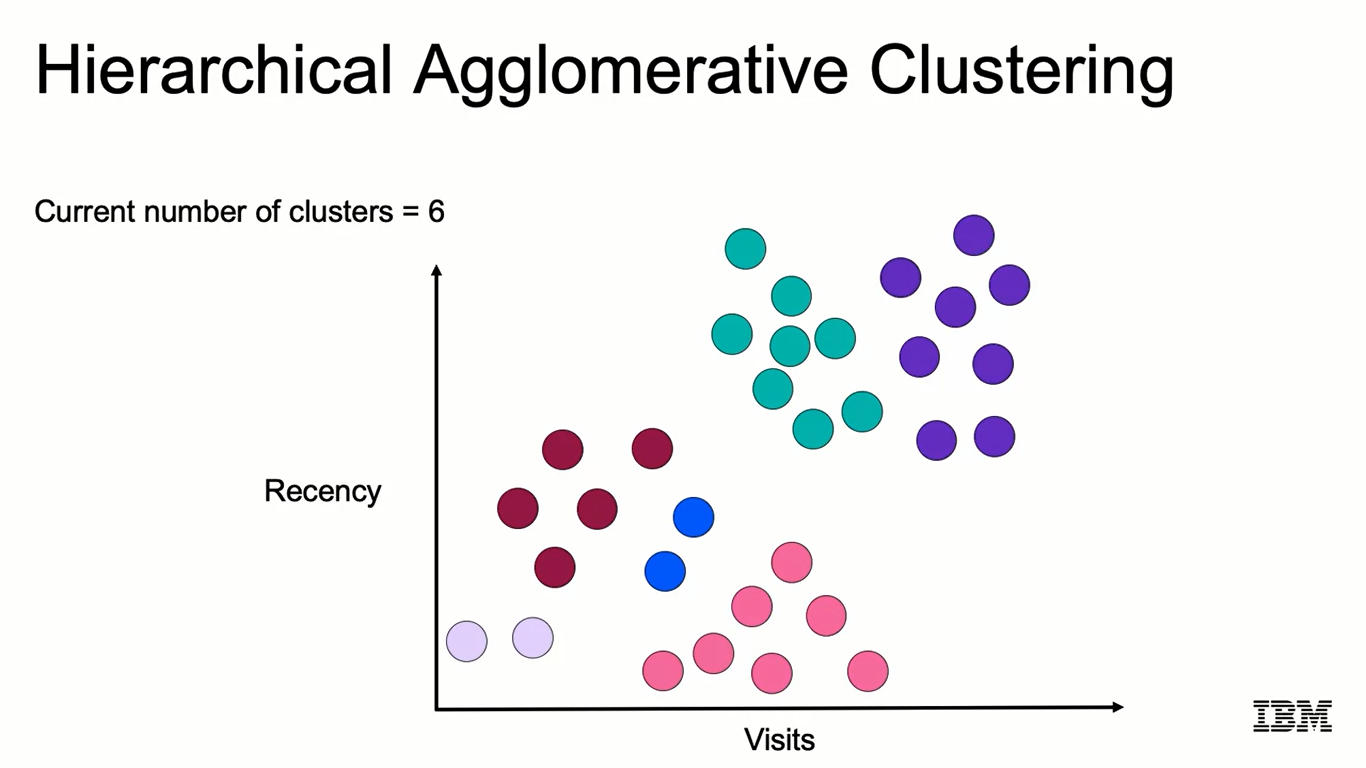 Hierarchical Agglomerative Clustering
Current number of clusters = 6
Recency
Visits
IBM